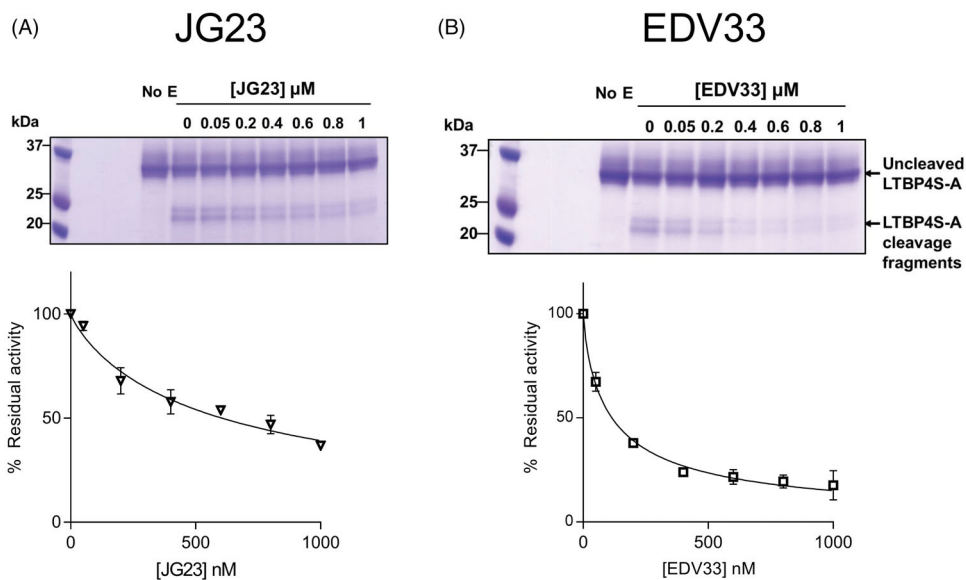 (A)
JG23
No E
[JG23] µM
0 0.05 0.2 0.4 0.6 0.8 1
kDa
37
25
20
% Residual activity
100
50
0
0 500 1000
[JG23] nM
(B)
EDV33
No E
[EDV33] µM
0 0.05 0.2 0.4 0.6 0.8 1
kDa
37
25
20
Uncleaved
LTBP4S-A
LTBP4S-A
cleavage
fragments
% Residual activity
100
50
0
0 500 1000
[EDV33] nM